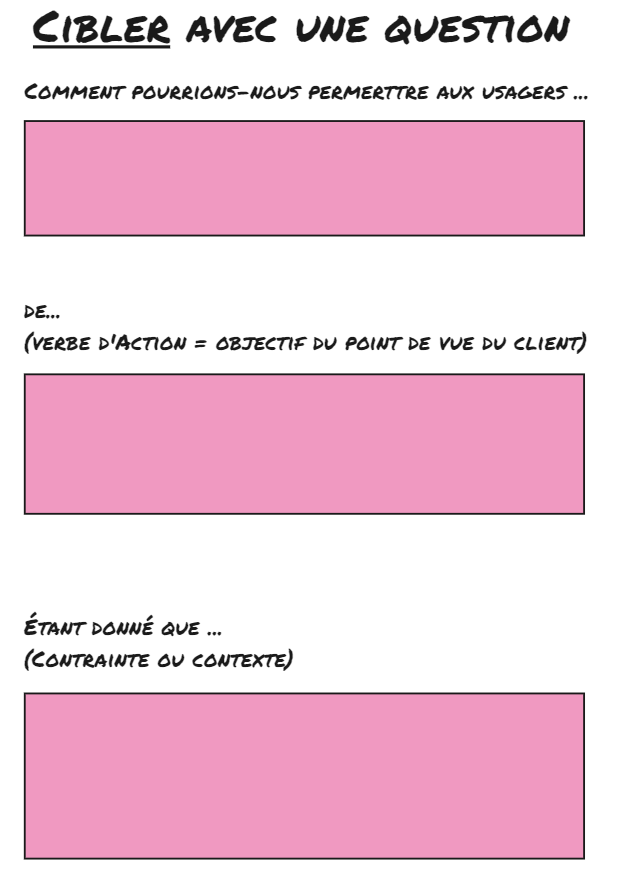 Cibler avec une question
Comment pourrions-nous permerttre aux usagers ...
de...
(verbe d'Action = objectif du point de vue du client)
Étant donné que ...
(Contrainte ou contexte)